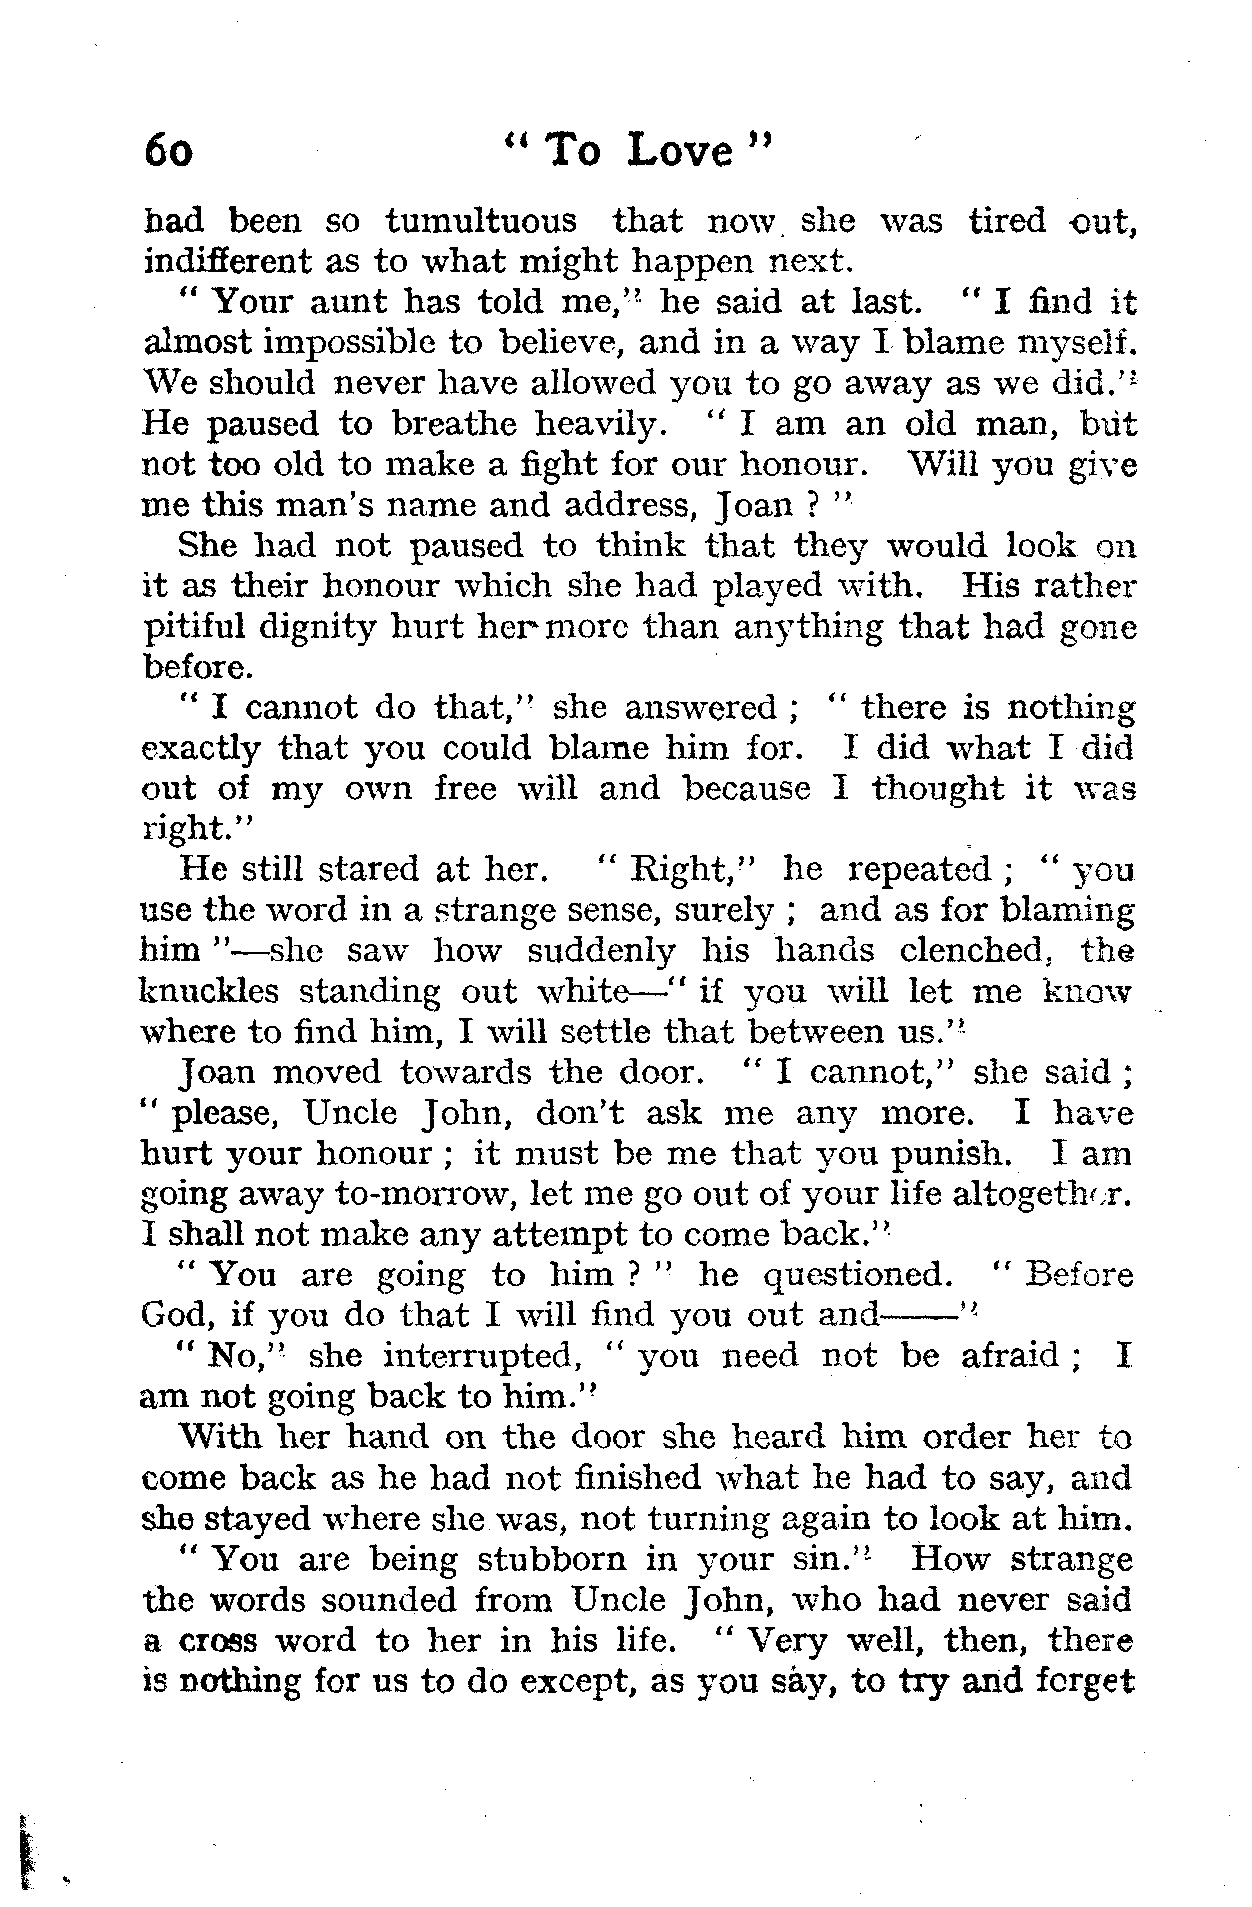 60 " To Love "
had been so tumultuous that now she was tired out,
indifferent as to what might happen next.
" Your aunt has told me," he said at last. " I find it
almost impossible to believe, and in a way I blame myself.
We should never have allowed you to go away as we did."
He paused to breathe heavily. " I am an old man, but
not too old to make a fight for our honour. Will you give
me this man's name and address, Joan ? "
She had not paused to think that they would look on
it as their honour which she had played with. His rather
pitiful dignity hurt her more than anything that had gone
before.
" I cannot do that," she answered ; " there is nothing
exactly that you could blame him for. I did what I did
out of my own free will and because I thought it was
right."
He still stared at her. " Right," he repeated ; " you
use the word in a strange sense, surely ; and as for blaming
him "—she saw how suddenly his hands clenched, the
knuckles standing out white—" if you will let me know
where to find him, I will settle that between us."
Joan moved towards the door. " I cannot," she said ;
" please, Uncle John, don't ask me any more. I have
hurt your honour ; it must be me that you punish. I am
going away to-morrow, let me go out of your life altogether.
I shall not make any attempt to come back."
" You are going to him ? " he questioned. " Before
God, if you do that I will find you out and——"
" No," she interrupted, " you need not be afraid ; I
am not going back to him."
With her hand on the door she heard him order her to
come back as he had not finished what he had to say, and
she stayed where she was, not turning again to look at him.
" You are being stubborn in your sin." How strange
the words sounded from Uncle John, who had never said
a cross word to her in his life. " Very well, then, there
is nothing for us to do except, as you say, to try and forget